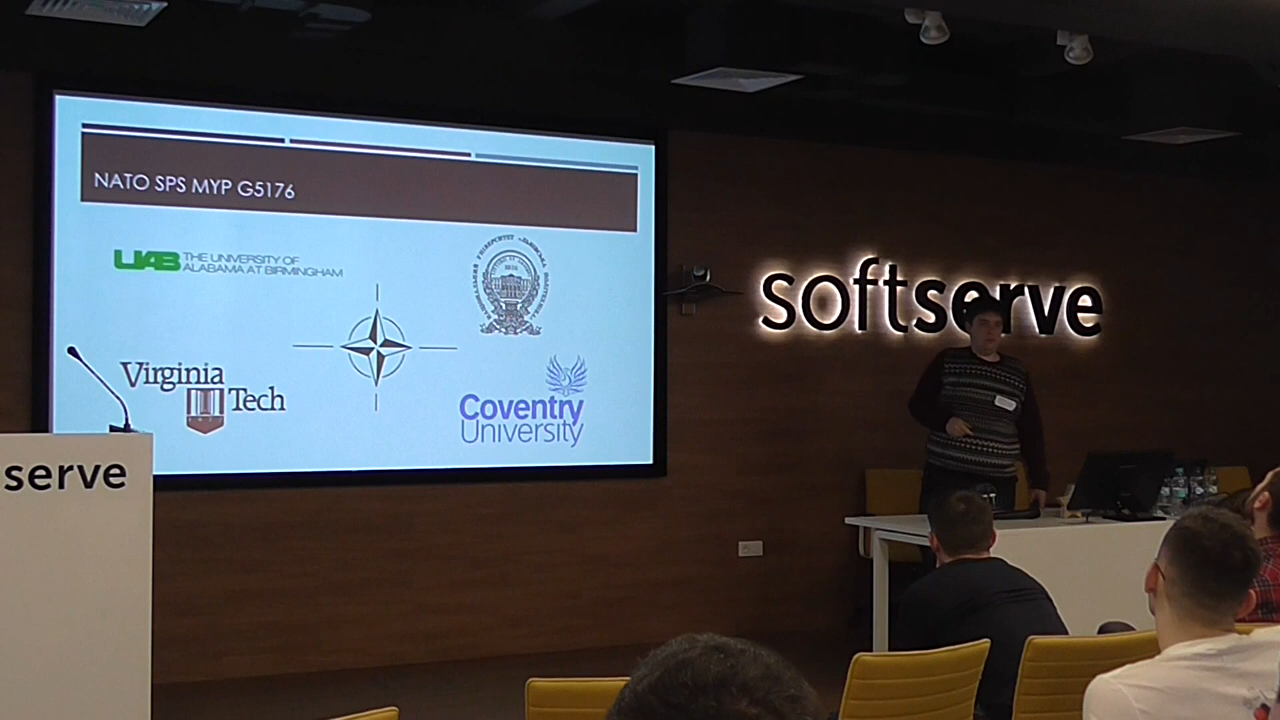 NATO SPS MYP G5176
UAB THE UNIVERSITY OF
ALABAMA AT BIRMINGHAM
Virginia
Tech
Coventry
University
softserve
serve